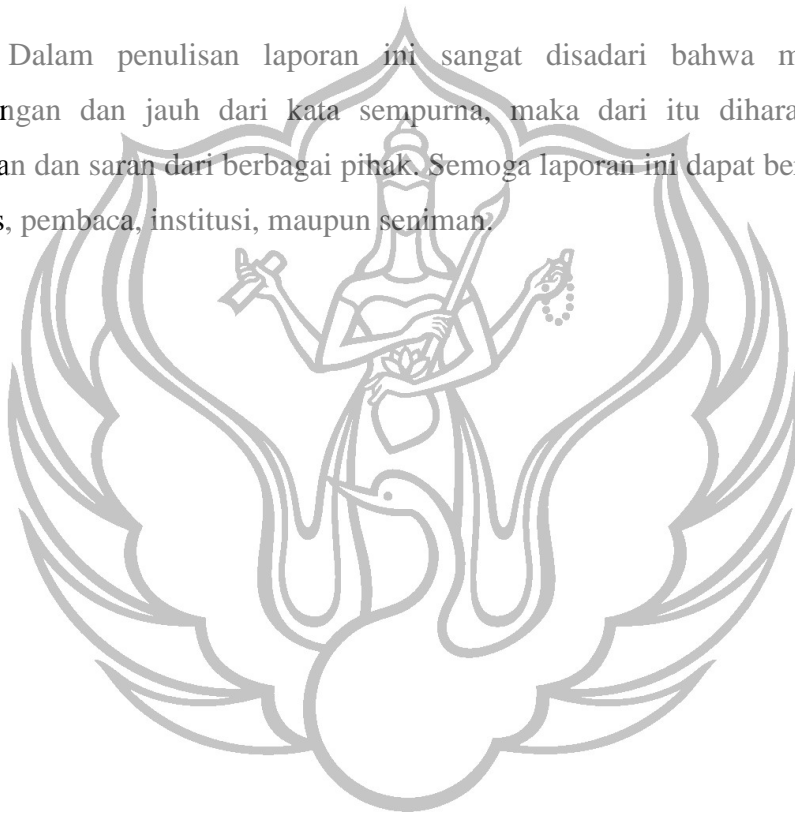 Dalam penulisan laporan ini sangat disadari bahwa m
ngan dan jauh dari kata sempurna, maka dari itu dihara
an dan saran dari berbagai pihak. Semoga laporan ini dapat be
s, pembaca, institusi, maupun seniman.